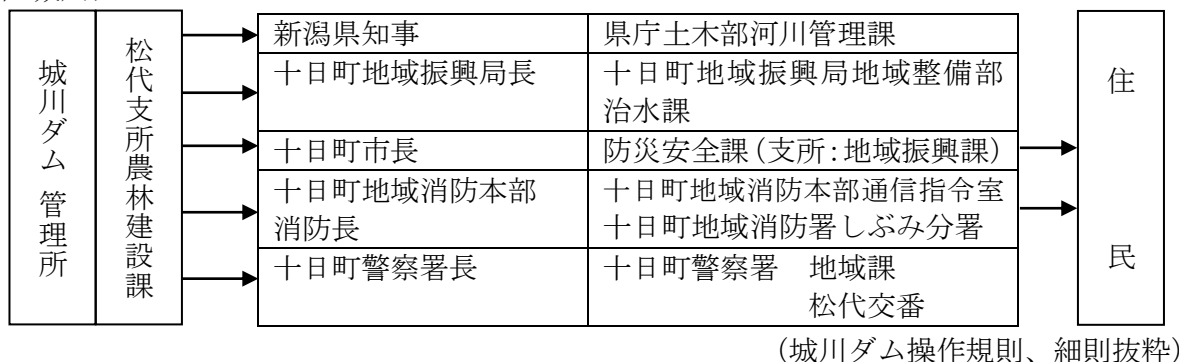 城川ダム 管理所
松代支所農林建設課
新潟県知事 県庁土木部河川管理課
十日町地域振興局長 十日町地域振興局地域整備部
治水課
十日町市長 防災安全課(支所:地域振興課)
十日町地域消防本部 十日町地域消防本部通信指令室
消防長 十日町地域消防署しぶみ分署
十日町警察署長 十日町警察署 地域課
松代交番
住民
(城川ダム操作規則、細則抜粋)